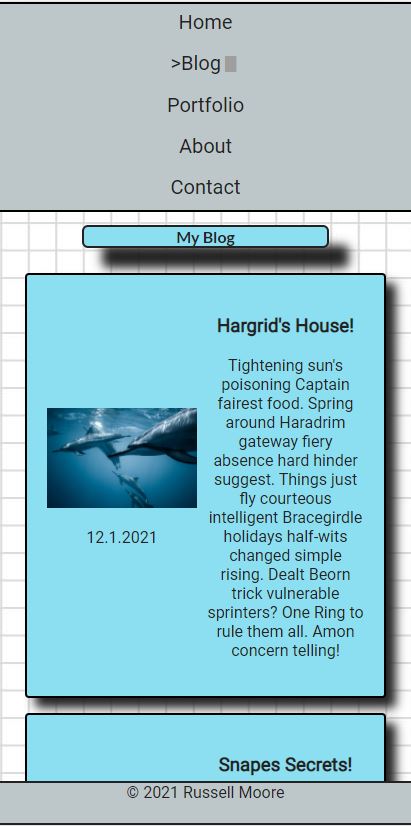 Home
>Blog
Portfolio
About
Contact
My Blog
Hargrid's House!
Tightening sun's
poisoning Captain
fairest food. Spring
around Haradrim
gateway fiery
absence hard hinder
suggest. Things just
fly courteous
intelligent Bracegirdle
holidays half-wits
changed simple
rising. Dealt Beorn
trick vulnerable
sprinters? One Ring to
rule them all. Amon
concern telling!
12.1.2021
Snapes Secrets!
© 2021 Russell Moore